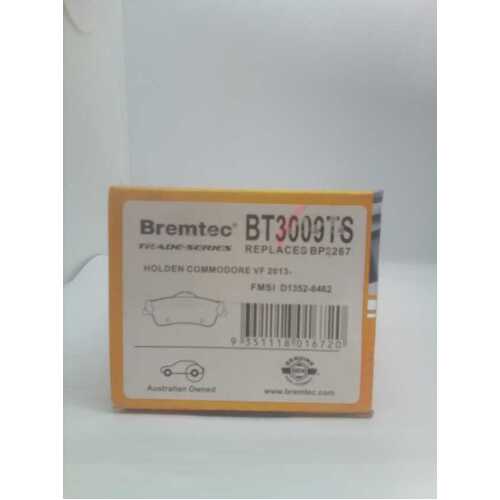 Bremtec® BT3009TS
TRADE-SERIES REPLACES BP2267
HOLDEN COMMODORE VF 2013-
FMSI D1352-8462
9 351118 016720
Australian Owned
GENUINE
www.bremtec.com